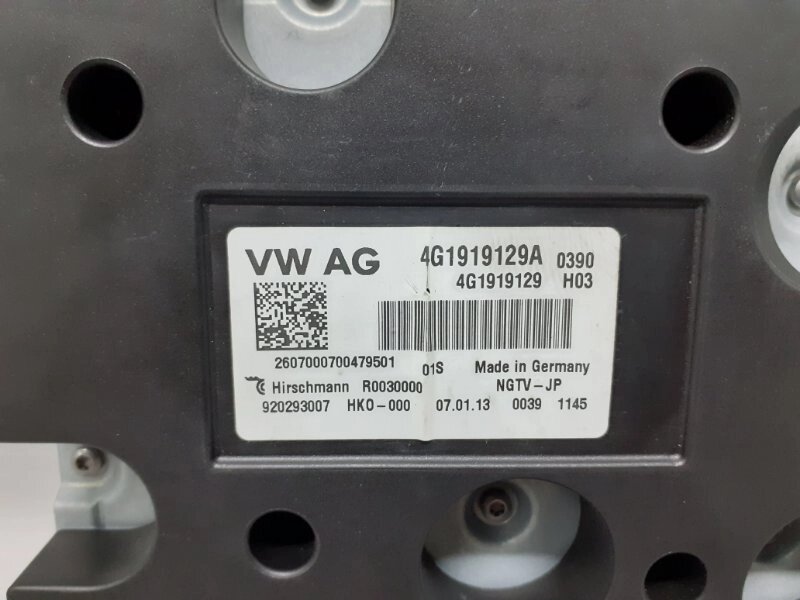 VW AG 4G1919129A 0390
4G1919129 H03
2607000700479501 01S Made in Germany
Hirschmann R0030000 NGTV-JP
920293007 HKO-000 07.01.13 0039 1145